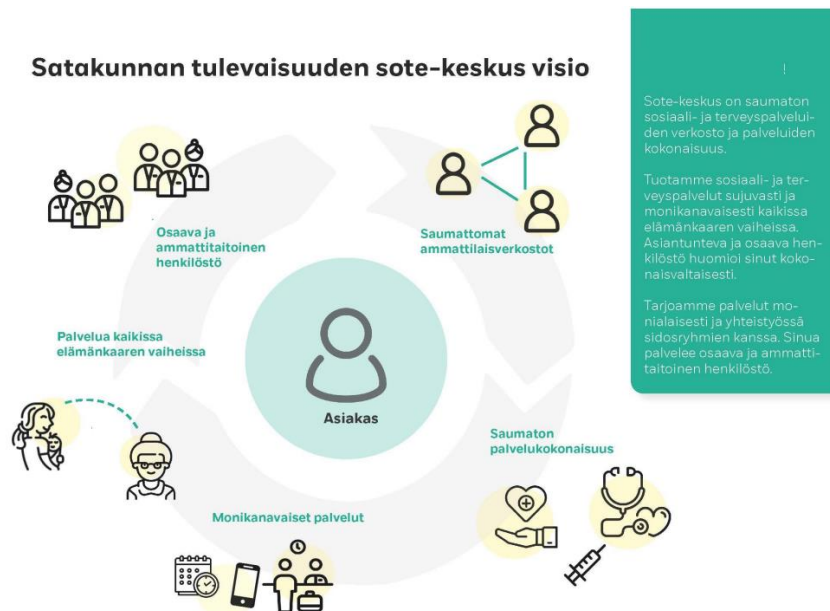 Satakunnan tulevaisuuden sote-keskus visio
Osaava ja
ammattitaitoinen
henkilöstö
Saumattomat
ammattilaisverkostot
Palvelua kaikissa
elämänkaaren vaiheissa
Asiakas
Saumaton
palvelukokonaisuus
Monikanavaiset palvelut
!
Sote-keskus on saumaton
sosiaali- ja terveyspalvelui-
den verkosto ja palveluiden
kokonaisuus.
Tuotamme sosiaali- ja ter-
veyspalvelut sujuvasti ja
monikanavaisesti kaikissa
elämänkaaren vaiheissa.
Asiantunteva ja osaava hen-
kilöstö huomioi sinut koko-
naisvaltaisesti.
Tarjoamme palvelut mo-
nialaisesti ja yhteistyössä
sidosryhmien kanssa. Sinua
palvelee osaava ja ammatti-
taitoinen henkilöstö.